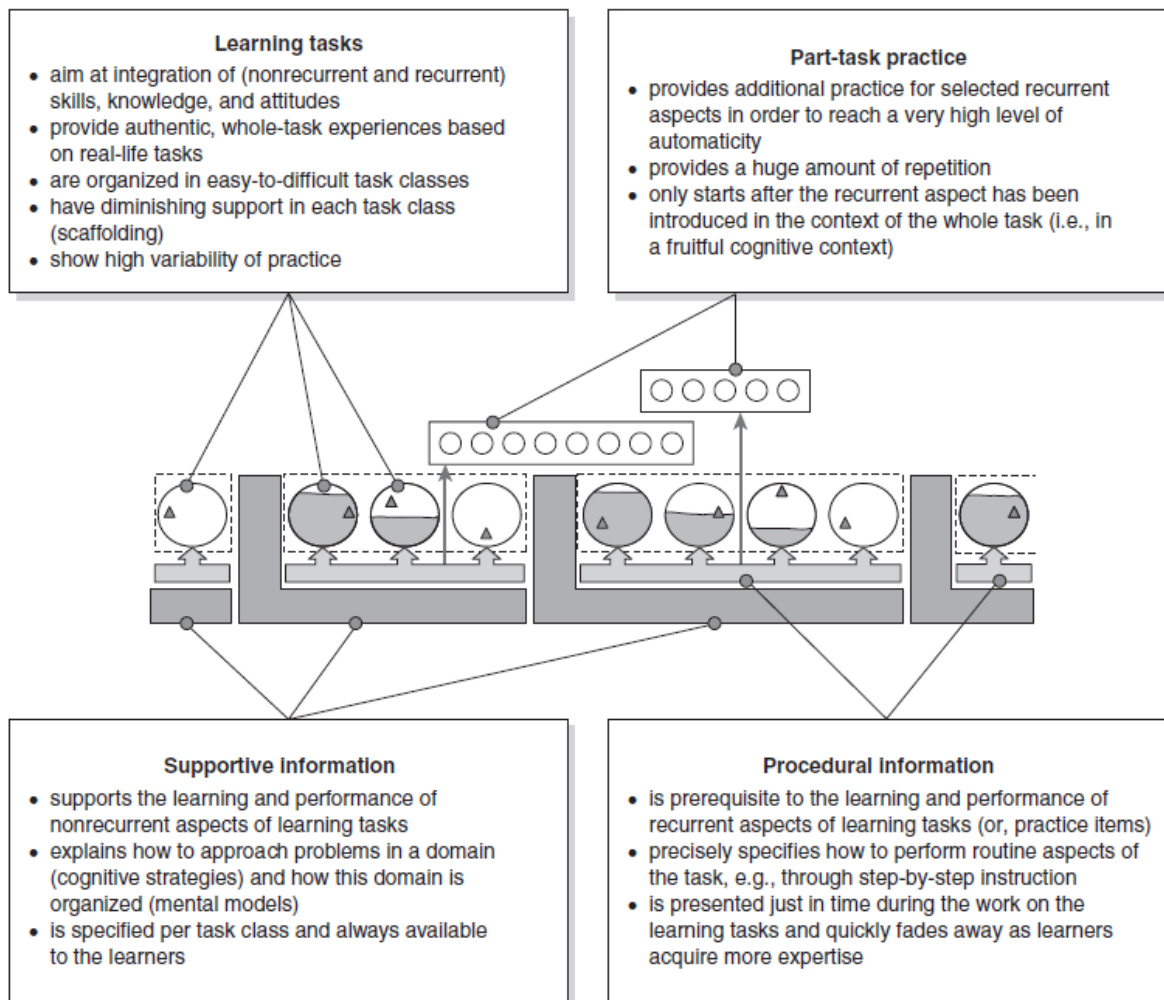 Learning tasks
• aim at integration of (nonrecurrent and recurrent)
skills, knowledge, and attitudes
• provide authentic, whole-task experiences based
on real-life tasks
• are organized in easy-to-difficult task classes
• have diminishing support in each task class
(scaffolding)
• show high variability of practice
Part-task practice
• provides additional practice for selected recurrent
aspects in order to reach a very high level of
automaticity
• provides a huge amount of repetition
• only starts after the recurrent aspect has been
introduced in the context of the whole task (i.e., in
a fruitful cognitive context)
Supportive information
• supports the learning and performance of
nonrecurrent aspects of learning tasks
• explains how to approach problems in a domain
(cognitive strategies) and how this domain is
organized (mental models)
• is specified per task class and always available
to the learners
Procedural information
• is prerequisite to the learning and performance of
recurrent aspects of learning tasks (or, practice items)
• precisely specifies how to perform routine aspects of
the task, e.g., through step-by-step instruction
• is presented just in time during the work on the
learning tasks and quickly fades away as learners
acquire more expertise